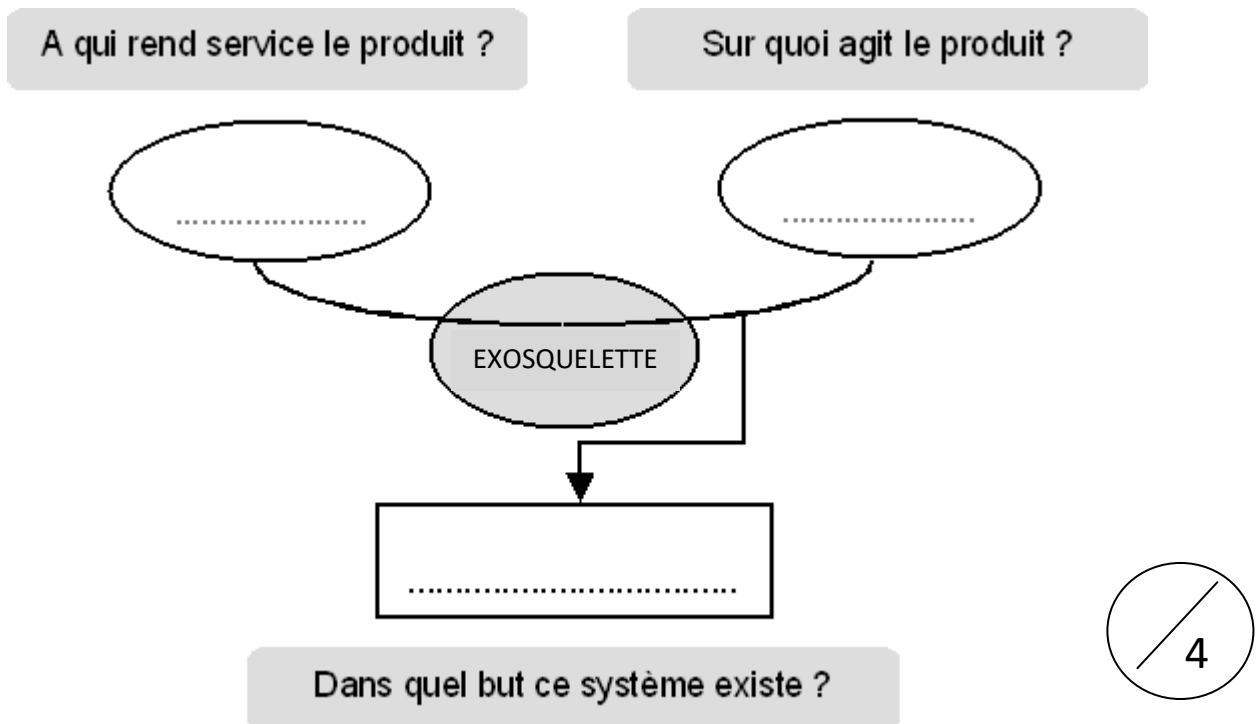 A qui rend service le produit ?
Sur quoi agit le produit ?
.....................
.....................
EXOSQUELETTE
....................................
Dans quel but ce système existe ?
4